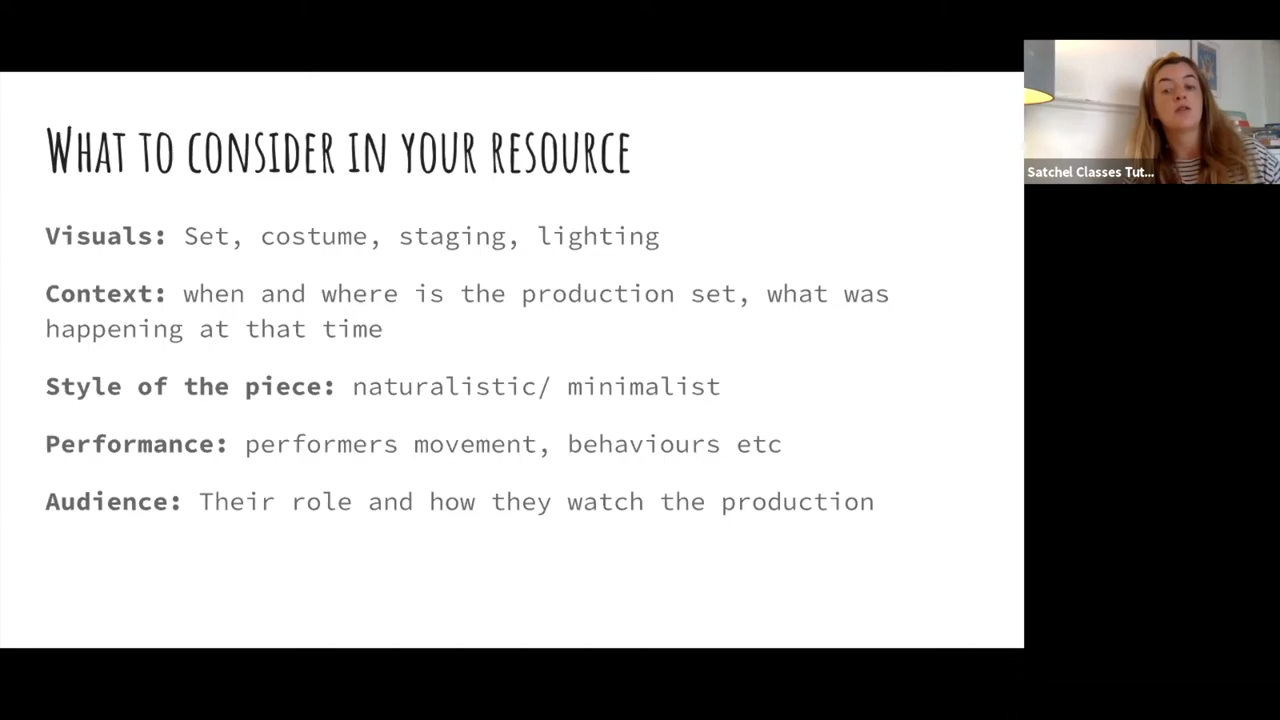 What to consider in your resource
Visuals: Set, costume, staging, lighting
Context: when and where is the production set, what was
happening at that time
Style of the piece: naturalistic/ minimalist
Performance: performers movement, behaviours etc
Audience: Their role and how they watch the production
Satchel Classes Tut...